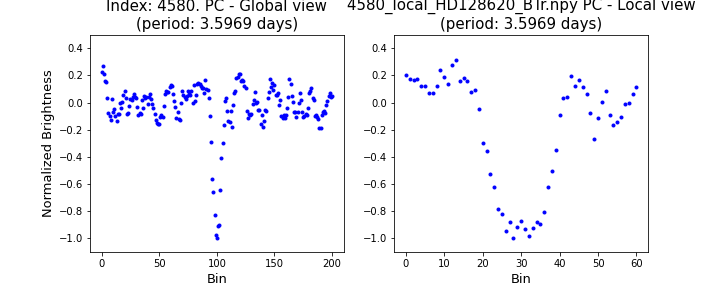 Index: 4580. PC - Global view
(period: 3.5969 days)
4580_local_HD128620_BTr.npy PC - Local view
(period: 3.5969 days)
Normalized Brightness
0.4
0.2
0.0
−0.2
−0.4
−0.6
−0.8
−1.0
0 50 100 150 200
Bin
0.4
0.2
0.0
−0.2
−0.4
−0.6
−0.8
−1.0
0 10 20 30 40 50 60
Bin